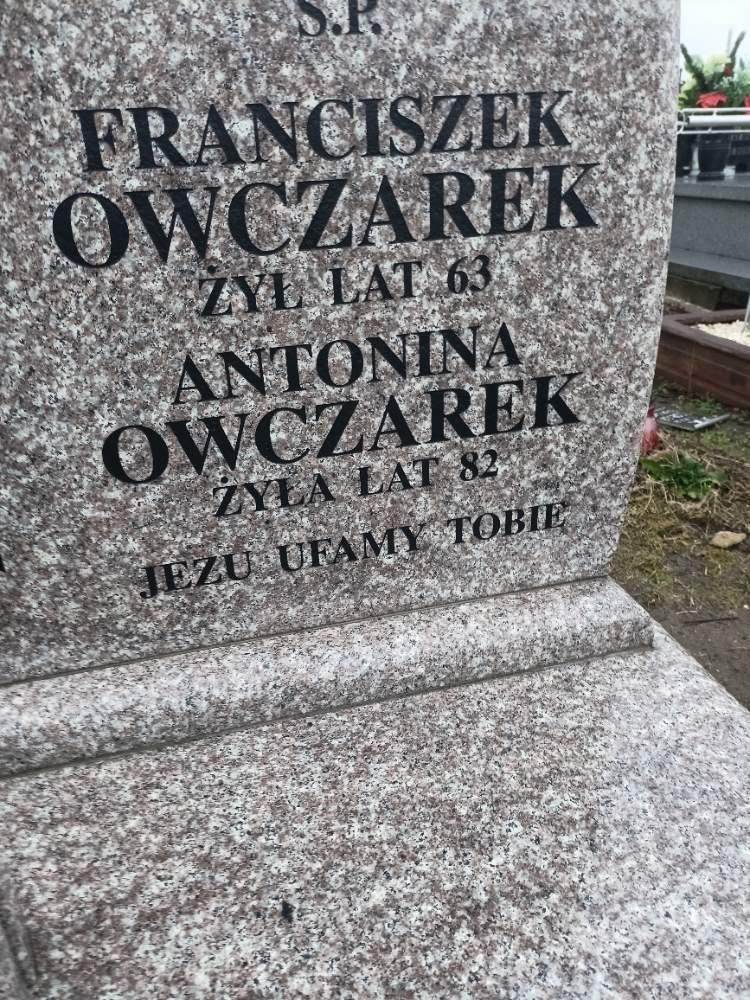 Ś.P.
FRANCISZEK
OWCZAREK
ŻYŁ LAT 63
ANTONINA
OWCZAREK
ŻYŁA LAT 82
JEZU UFAMY TOBIE